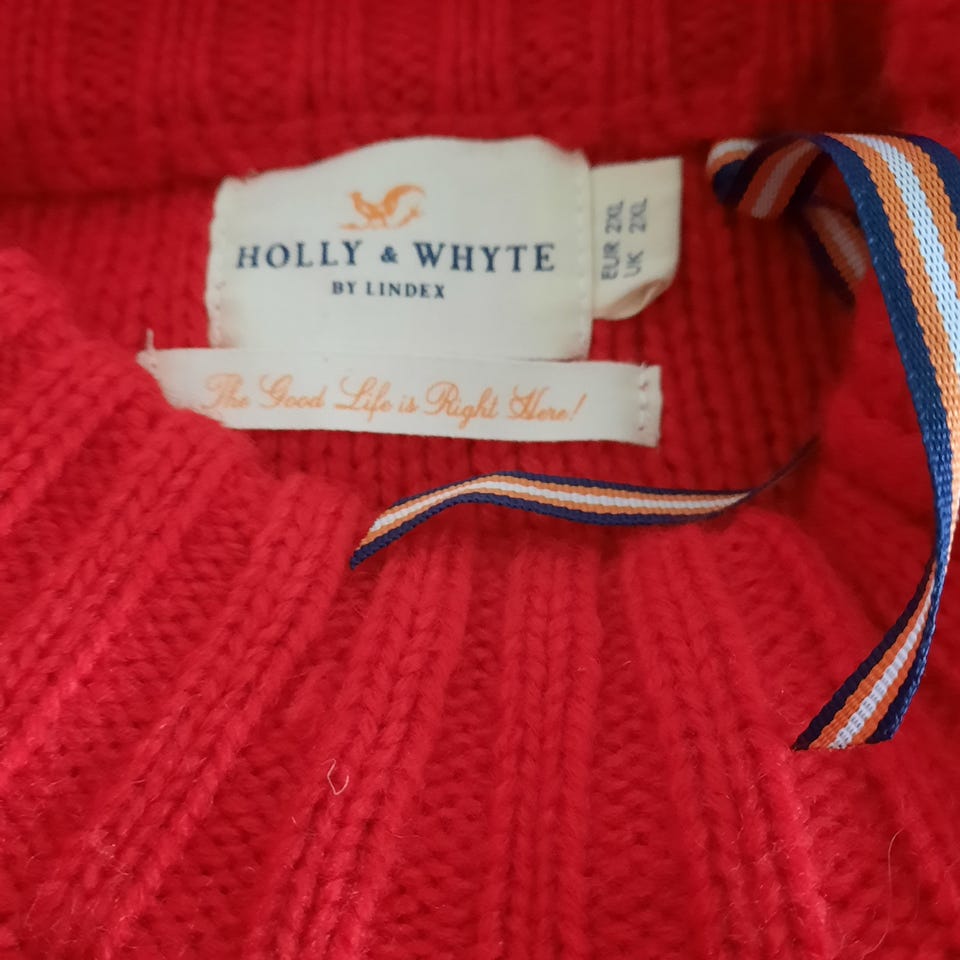 HOLLY & WHYTE
BY LINDEX
EUR 2XL
UK 2XL
The Good Life is Right Here!